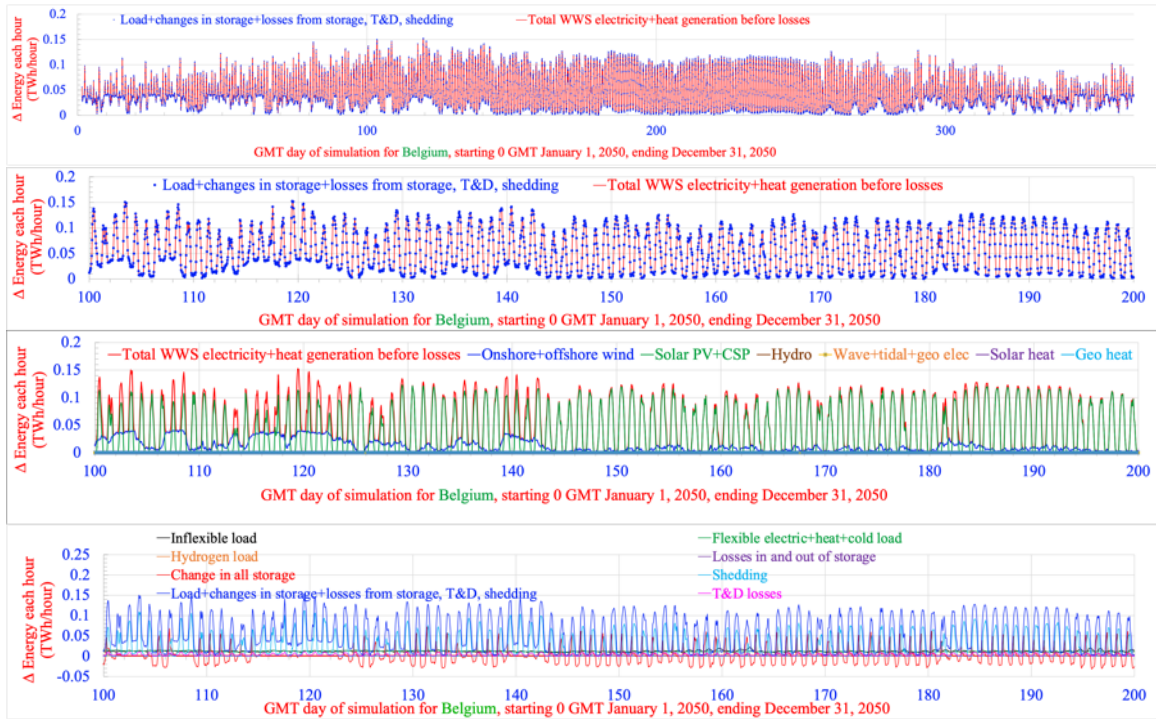 Load+changes in storage+losses from storage, T&D, shedding
Total WWS electricity+heat generation before losses
Δ Energy each hour
(TWh/hour)
0.2
0.15
0.1
0.05
0
0 100 200 300
GMT day of simulation for Belgium, starting 0 GMT January 1, 2050, ending December 31, 2050
Load+changes in storage+losses from storage, T&D, shedding
Total WWS electricity+heat generation before losses
Δ Energy each hour
(TWh/hour)
0.2
0.15
0.1
0.05
0
100 110 120 130 140 150 160 170 180 190 200
GMT day of simulation for Belgium, starting 0 GMT January 1, 2050, ending December 31, 2050
Total WWS electricity+heat generation before losses
Onshore+offshore wind
Solar PV+CSP
Hydro
Wave+tidal+geo elec
Solar heat
Geo heat
Δ Energy each hour
(TWh/hour)
0.2
0.15
0.1
0.05
0
100 110 120 130 140 150 160 170 180 190 200
GMT day of simulation for Belgium, starting 0 GMT January 1, 2050, ending December 31, 2050
Inflexible load
Flexible electric+heat+cold load
Hydrogen load
Losses in and out of storage
Change in all storage
Shedding
Load+changes in storage+losses from storage, T&D, shedding
T&D losses
Δ Energy each hour
(TWh/hour)
0.25
0.2
0.15
0.1
0.05
0
-0.05
100 110 120 130 140 150 160 170 180 190 200
GMT day of simulation for Belgium, starting 0 GMT January 1, 2050, ending December 31, 2050